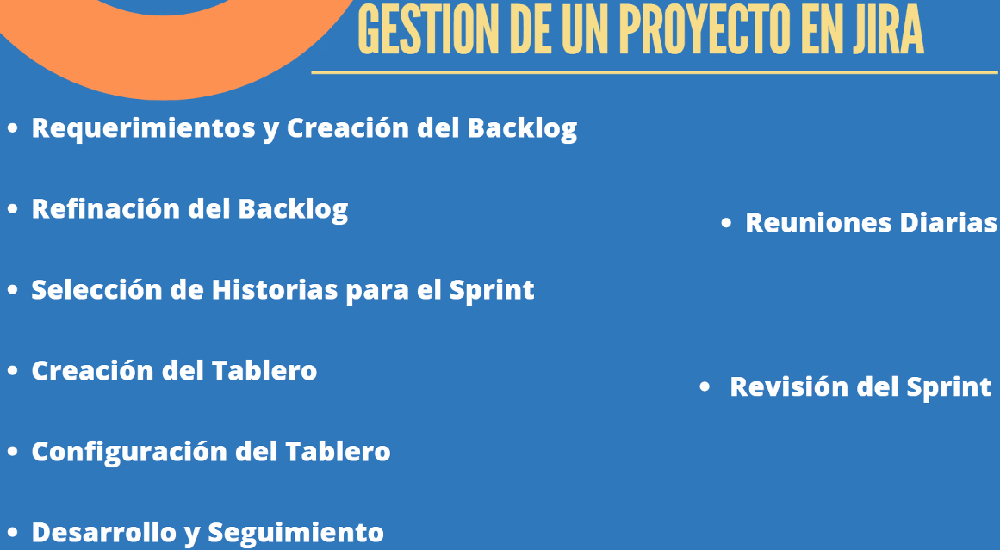 GESTION DE UN PROYECTO EN JIRA
• Requerimientos y Creación del Backlog
• Refinación del Backlog
• Selección de Historias para el Sprint
• Creación del Tablero
• Configuración del Tablero
• Desarrollo y Seguimiento
• Reuniones Diarias
• Revisión del Sprint